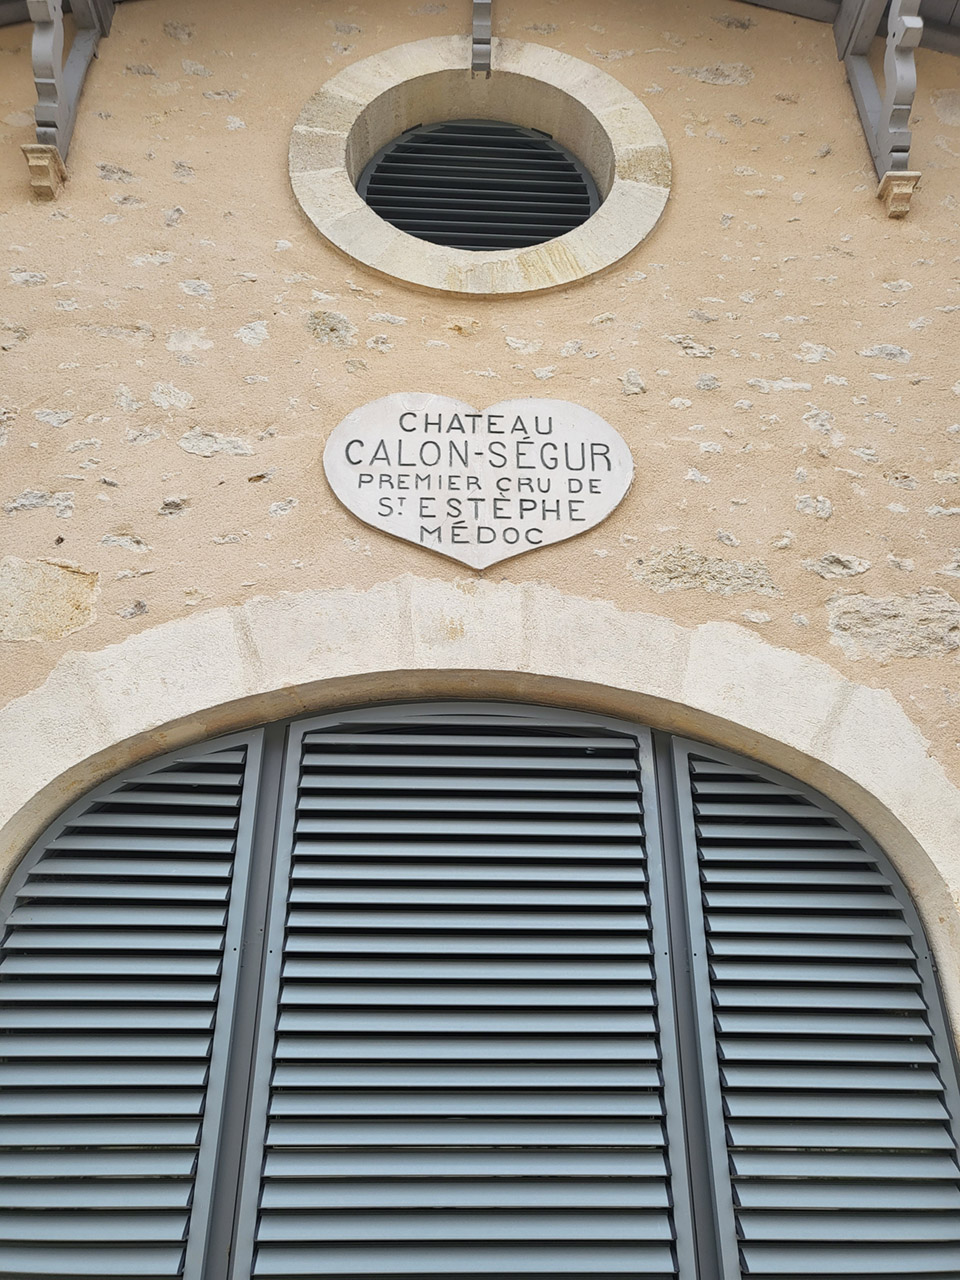 CHATEAU
CALON-SÉGUR
PREMIER CRU DE
ST ESTÈPHE
MÉDOC